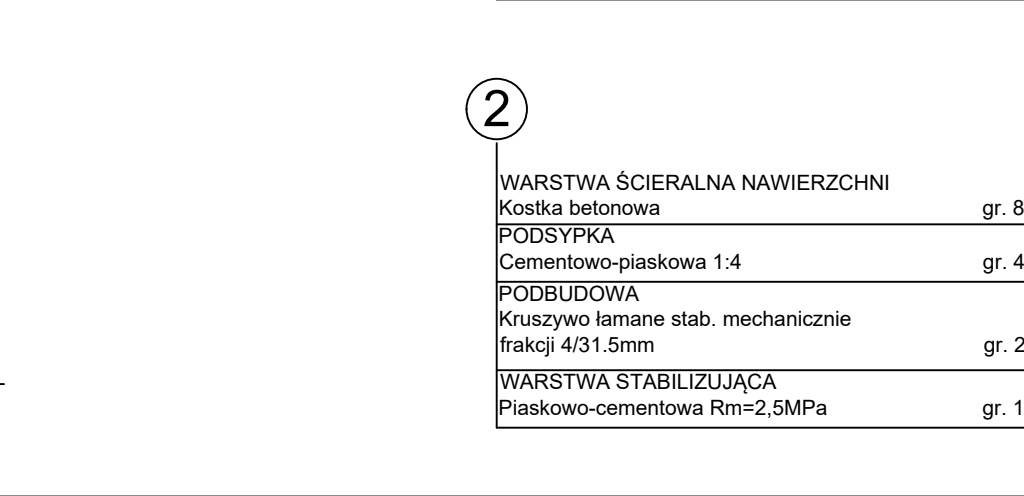 2
WARSTWA ŚCIERALNA NAWIERZCHNI
Kostka betonowa gr. 8
PODSYPKA
Cementowo-piaskowa 1:4 gr. 4
PODBUDOWA
Kruszywo łamane stab. mechanicznie
frakcji 4/31.5mm gr. 2
WARSTWA STABILIZUJĄCA
Piaskowo-cementowa Rm=2,5MPa gr. 1